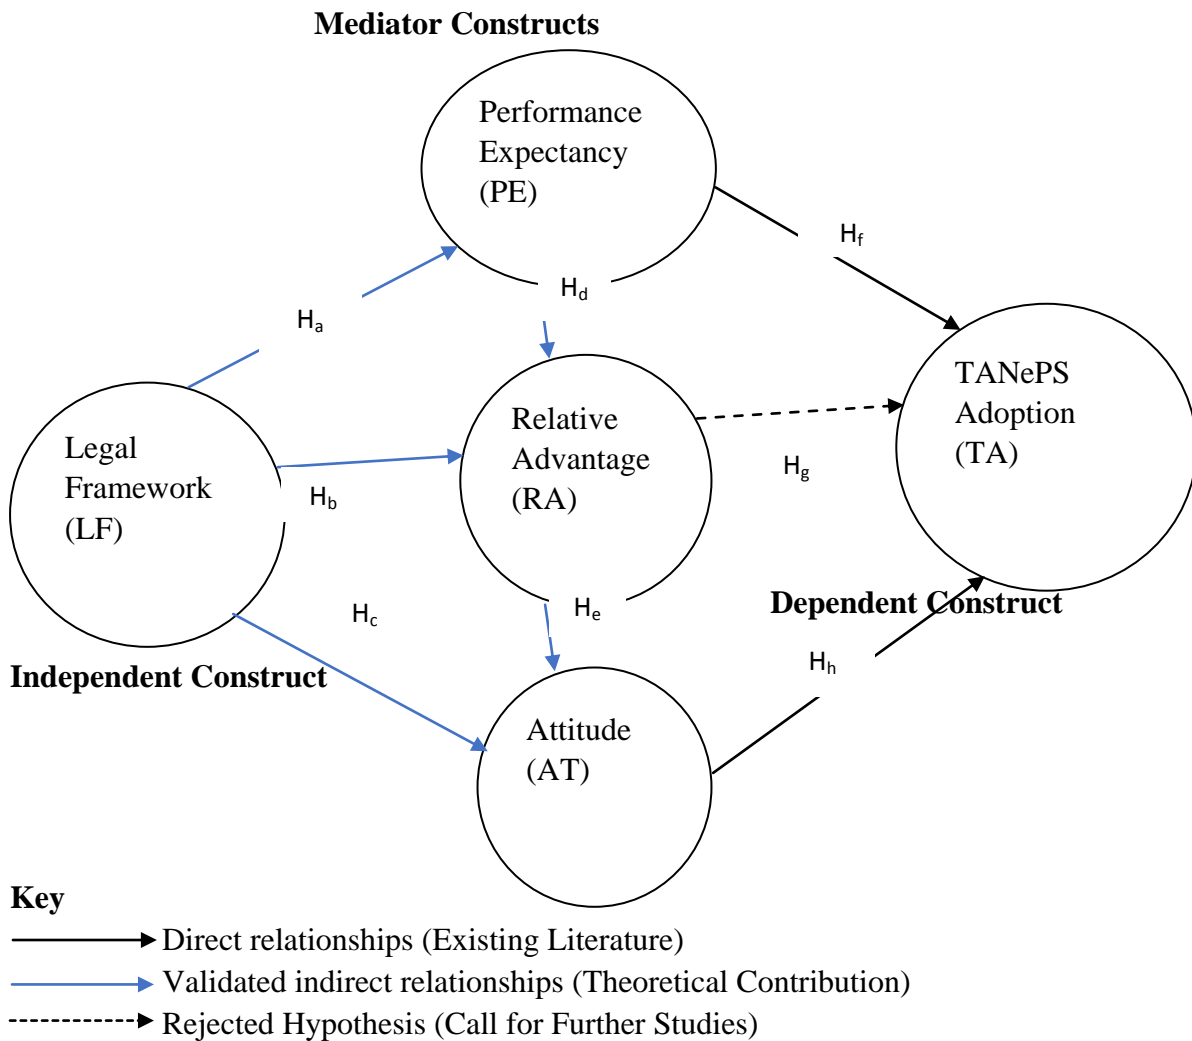 Mediator Constructs
Performance
Expectancy
(PE)
Hf
Hd
Ha
TANePS
Adoption
(TA)
Relative
Advantage
(RA)
Legal
Framework
(LF)
Hg
Hb
Hc
He
Dependent Construct
Hh
Independent Construct
Attitude
(AT)
Key
Direct relationships (Existing Literature)
Validated indirect relationships (Theoretical Contribution)
Rejected Hypothesis (Call for Further Studies)